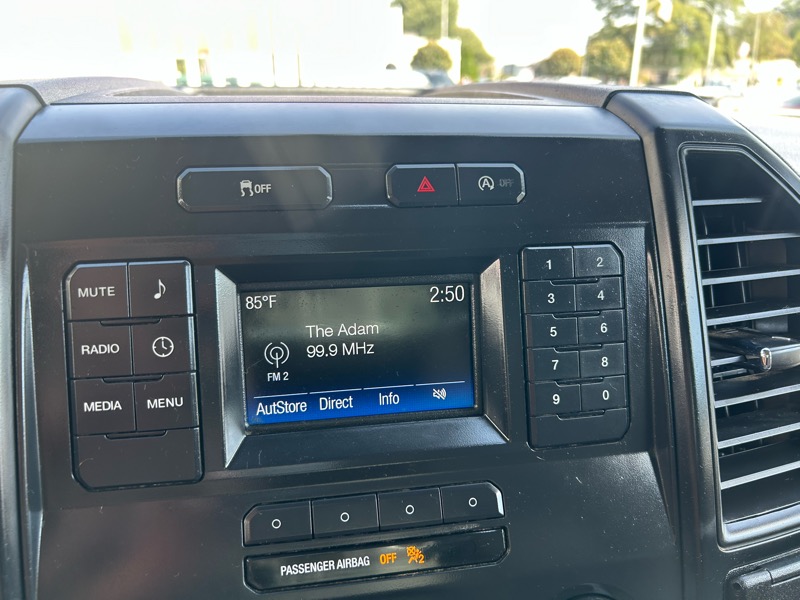 OFF
A OFF
MUTE
RADIO
MEDIA MENU
85°F 2:50
The Adam
99.9 MHz
FM 2
AutStore Direct Info
1 2
3 4
5 6
7 8
9 0
PASSENGER AIRBAG OFF 2